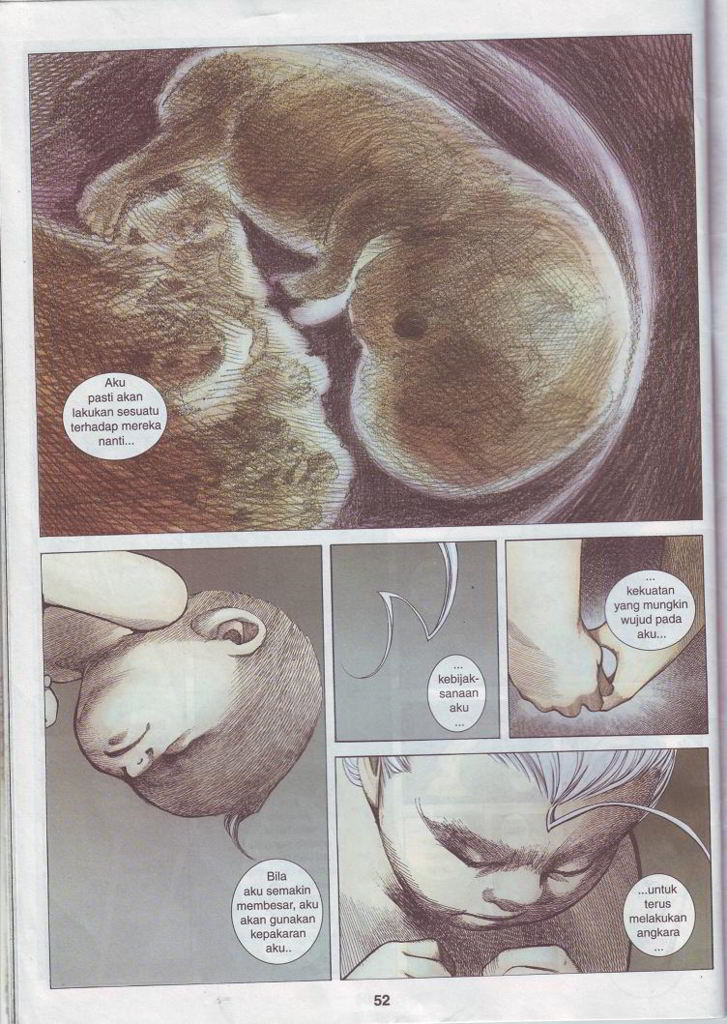 Aku
pasti akan
lakukan sesuatu
terhadap mereka
nanti...
Bila
aku semakin
membesar, aku
akan gunakan
kepakaran
aku..
...
kebijak-
sanaan
aku
...
...
kekuatan
yang mungkin
wujud pada
aku...
...untuk
terus
melakukan
angkara
...
52